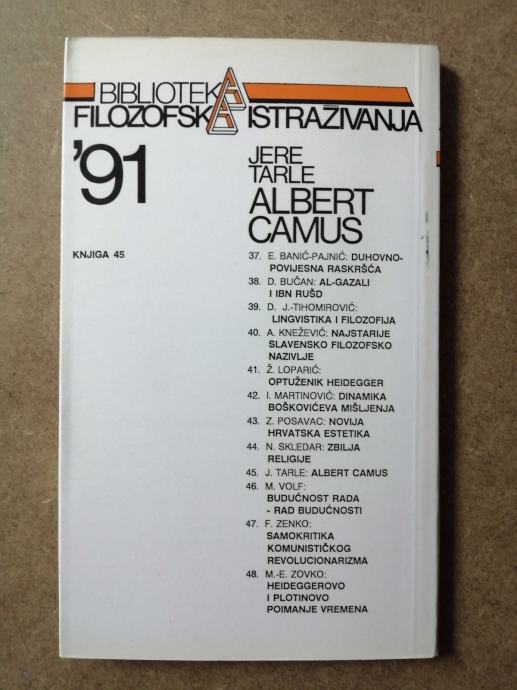 BIBLIOTEKA
FILOZOFSKA ISTRAŽIVANJA
'91
JERE
TARLE
ALBERT
CAMUS
KNJIGA 45
37. E. BANIĆ-PAJNIĆ: DUHOVNO-
POVIJESNA RASKRŠĆA
38. D. BUČAN: AL-GAZALI
I IBN RUŠD
39. D. J.-TIHOMIROVIĆ:
LINGVISTIKA I FILOZOFIJA
40. A. KNEŽEVIĆ: NAJSTARIJE
SLAVENSKO FILOZOFSKO
NAZIVLJE
41. Ž. LOPARIĆ:
OPTUŽENIK HEIDEGGER
42. I. MARTINOVIĆ: DINAMIKA
BOŠKOVIĆEVA MIŠLJENJA
43. Z. POSAVAC: NOVIJA
HRVATSKA ESTETIKA
44. N. SKLEDAR: ZBILJA
RELIGIJE
45. J. TARLE: ALBERT CAMUS
46. M. VOLF:
BUDUĆNOST RADA
- RAD BUDUĆNOSTI
47. F. ZENKO:
SAMOKRITIKA
KOMUNISTIČKOG
REVOLUCIONARIZMA
48. M.-E. ZOVKO:
HEIDEGGEROVO
I PLOTINOVO
POIMANJE VREMENA